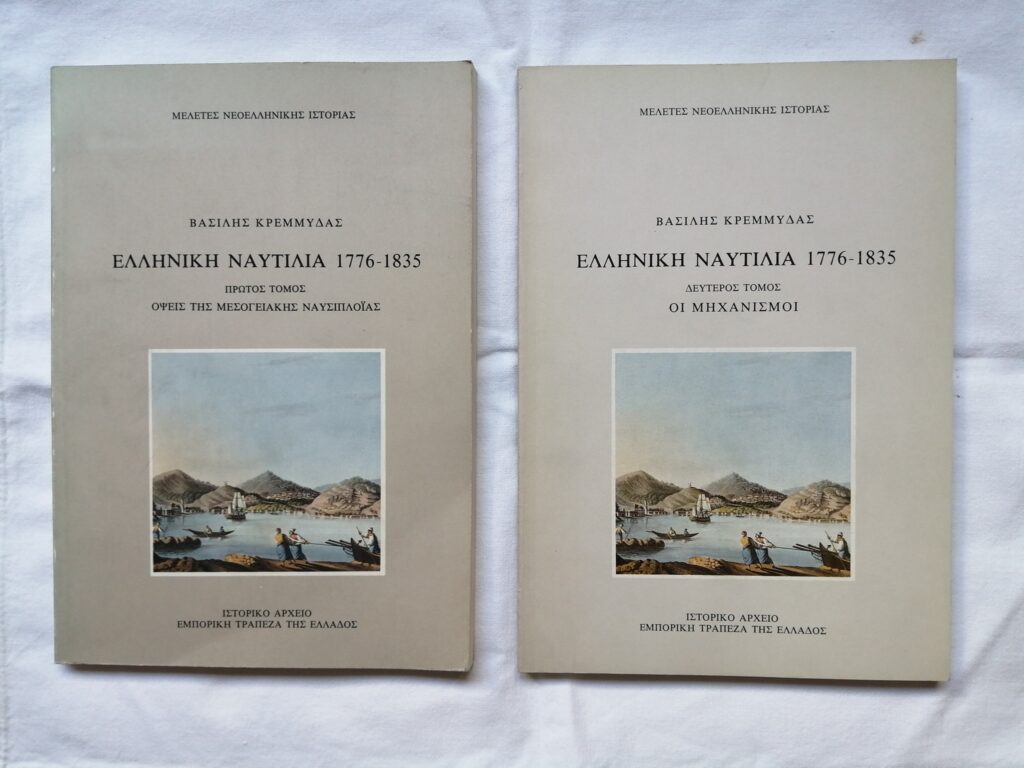 ΜΕΛΕΤΕΣ ΝΕΟΕΛΛΗΝΙΚΗΣ ΙΣΤΟΡΙΑΣ
ΒΑΣΙΛΗΣ ΚΡΕΜΜΥΔΑΣ
ΕΛΛΗΝΙΚΗ ΝΑΥΤΙΛΙΑ 1776-1835
ΠΡΩΤΟΣ ΤΟΜΟΣ
ΟΨΕΙΣ ΤΗΣ ΜΕΣΟΓΕΙΑΚΗΣ ΝΑΥΣΙΠΛΟΪΑΣ
ΙΣΤΟΡΙΚΟ ΑΡΧΕΙΟ
ΕΜΠΟΡΙΚΗ ΤΡΑΠΕΖΑ ΤΗΣ ΕΛΛΑΔΟΣ
ΜΕΛΕΤΕΣ ΝΕΟΕΛΛΗΝΙΚΗΣ ΙΣΤΟΡΙΑΣ
ΒΑΣΙΛΗΣ ΚΡΕΜΜΥΔΑΣ
ΕΛΛΗΝΙΚΗ ΝΑΥΤΙΛΙΑ 1776-1835
ΔΕΥΤΕΡΟΣ ΤΟΜΟΣ
ΟΙ ΜΗΧΑΝΙΣΜΟΙ
ΙΣΤΟΡΙΚΟ ΑΡΧΕΙΟ
ΕΜΠΟΡΙΚΗ ΤΡΑΠΕΖΑ ΤΗΣ ΕΛΛΑΔΟΣ